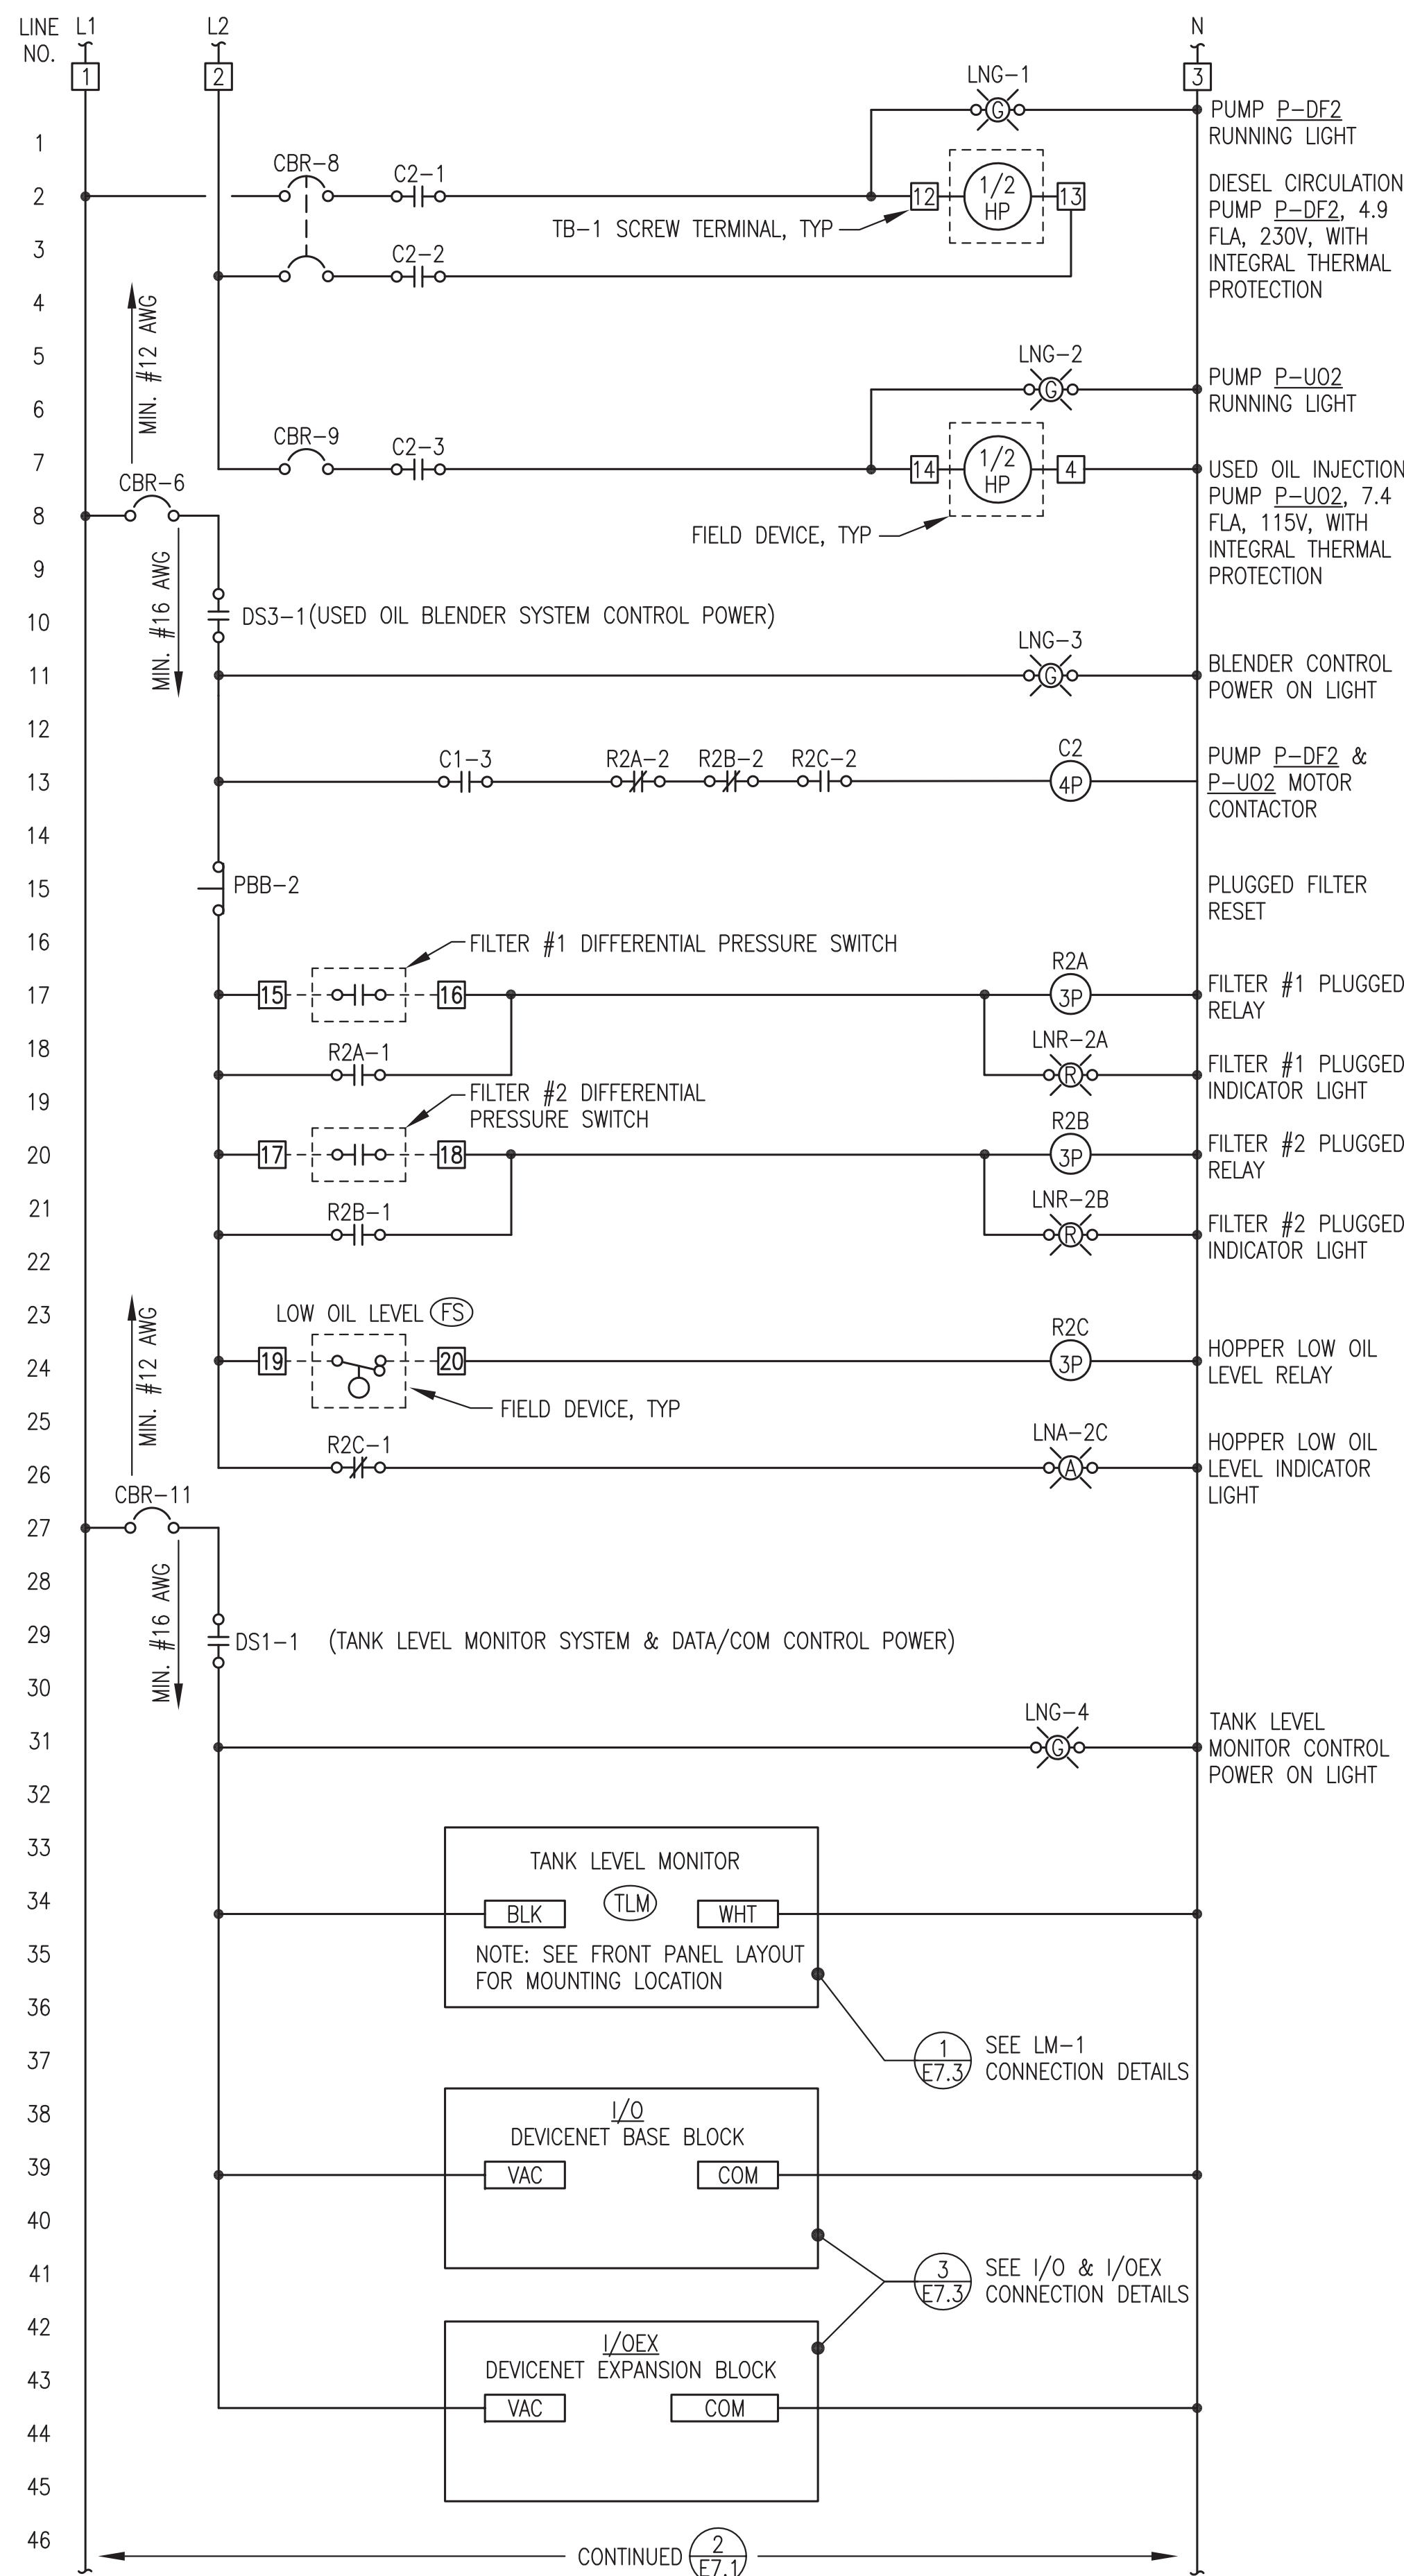 LINE NO. L1 L2 N
1 2 3
LNG-1
G
PUMP P-DF2
RUNNING LIGHT
1
CBR-8
C2-1
2
12
1/2
HP
13
TB-1 SCREW TERMINAL, TYP
DIESEL CIRCULATION
PUMP P-DF2, 4.9
FLA, 230V, WITH
INTEGRAL THERMAL
PROTECTION
3
C2-2
4
MIN. #12 AWG
5
LNG-2
G
PUMP P-UO2
RUNNING LIGHT
6
CBR-9
C2-3
7
14
1/2
HP
4
USED OIL INJECTION
PUMP P-UO2, 7.4
FLA, 115V, WITH
INTEGRAL THERMAL
PROTECTION
CBR-6
8
FIELD DEVICE, TYP
9
MIN. #16 AWG
10
DS3-1(USED OIL BLENDER SYSTEM CONTROL POWER)
LNG-3
11
G
BLENDER CONTROL
POWER ON LIGHT
12
C1-3
R2A-2
R2B-2
R2C-2
C2
13
4P
PUMP P-DF2 &
P-UO2 MOTOR
CONTACTOR
14
15
PBB-2
PLUGGED FILTER
RESET
16
FILTER #1 DIFFERENTIAL PRESSURE SWITCH
R2A
17
15
16
3P
FILTER #1 PLUGGED
RELAY
18
R2A-1
LNR-2A
R
FILTER #1 PLUGGED
INDICATOR LIGHT
19
FILTER #2 DIFFERENTIAL
PRESSURE SWITCH
R2B
20
17
18
3P
FILTER #2 PLUGGED
RELAY
21
R2B-1
LNR-2B
R
FILTER #2 PLUGGED
INDICATOR LIGHT
22
23
LOW OIL LEVEL FS
R2C
MIN. #12 AWG
24
19
20
3P
HOPPER LOW OIL
LEVEL RELAY
25
FIELD DEVICE, TYP
R2C-1
LNA-2C
26
A
HOPPER LOW OIL
LEVEL INDICATOR
LIGHT
CBR-11
27
28
MIN. #16 AWG
29
DS1-1 (TANK LEVEL MONITOR SYSTEM & DATA/COM CONTROL POWER)
30
LNG-4
31
G
TANK LEVEL
MONITOR CONTROL
POWER ON LIGHT
32
33
TANK LEVEL MONITOR
34
BLK
TLM
WHT
35
NOTE: SEE FRONT PANEL LAYOUT
FOR MOUNTING LOCATION
36
37
1
E7.3
SEE LM-1
CONNECTION DETAILS
38
I/O
DEVICENET BASE BLOCK
39
VAC
COM
40
41
3
E7.3
SEE I/O & I/OEX
CONNECTION DETAILS
42
I/OEX
43
DEVICENET EXPANSION BLOCK
VAC
COM
44
45
46
CONTINUED
2
E7.1